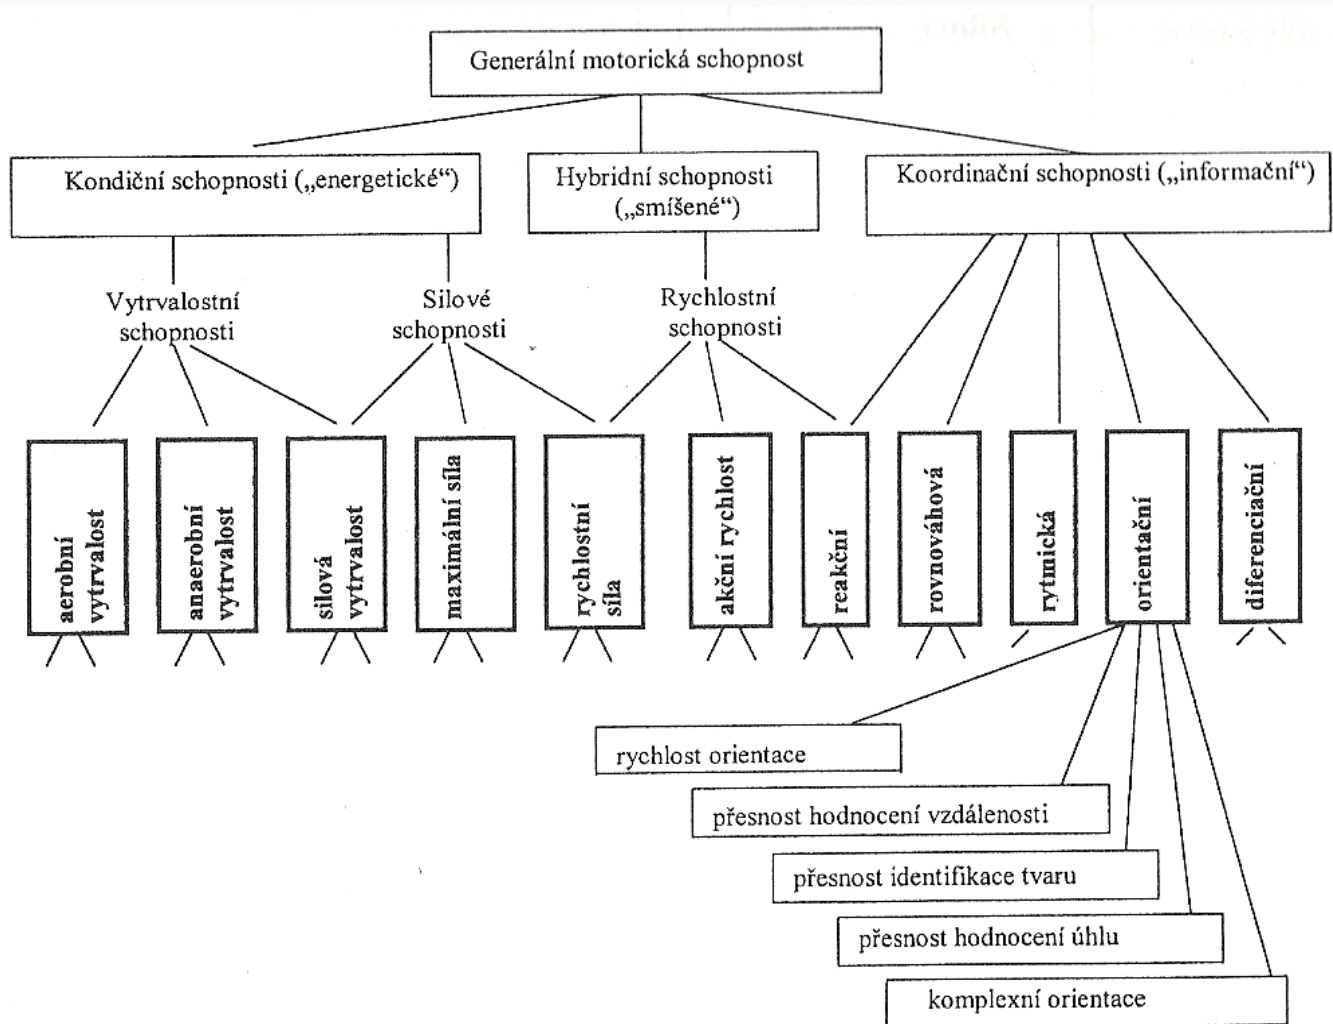 Generální motorická schopnost
Kondiční schopnosti („energetické“)
Hybridní schopnosti
(„smíšené“)
Koordinační schopnosti („informační“)
Vytrvalostní
schopnosti
Silové
schopnosti
Rychlostní
schopnosti
aerobní
vytrvalost
anaerobní
vytrvalost
silová
vytrvalost
maximální síla
rychlostní
síla
akční rychlost
reakční
rovnováhová
rytmická
orientační
diferenciační
rychlost orientace
přesnost hodnocení vzdálenosti
přesnost identifikace tvaru
přesnost hodnocení úhlu
komplexní orientace